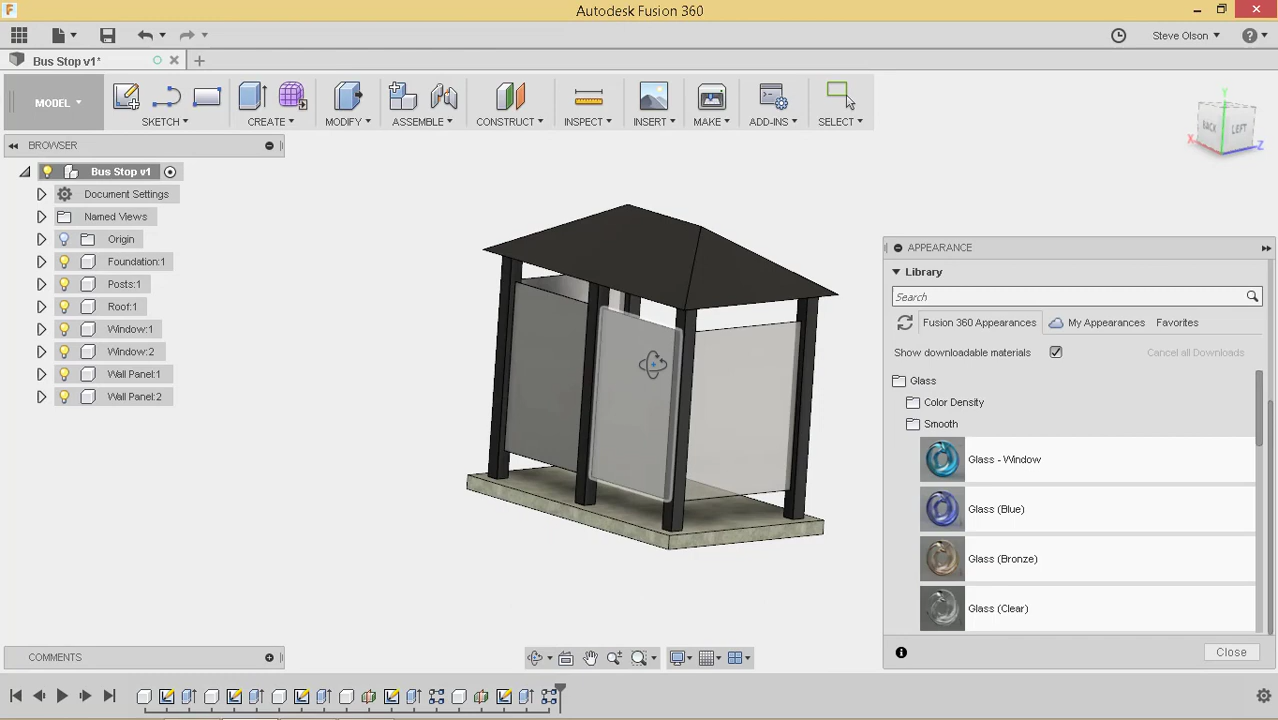 F
Autodesk Fusion 360
Steve Olson
?
Bus Stop v1*
MODEL
SKETCH
CREATE
MODIFY
ASSEMBLE
CONSTRUCT
INSPECT
INSERT
MAKE
ADD-INS
SELECT
Y
BACK
LEFT
X
Z
BROWSER
Bus Stop v1
Document Settings
Named Views
Origin
Foundation:1
Posts:1
Roof:1
Window:1
Window:2
Wall Panel:1
Wall Panel:2
APPEARANCE
Library
Search
Fusion 360 Appearances
My Appearances
Favorites
Show downloadable materials
Cancel all Downloads
Glass
Color Density
Smooth
Glass - Window
Glass (Blue)
Glass (Bronze)
Glass (Clear)
Close
COMMENTS